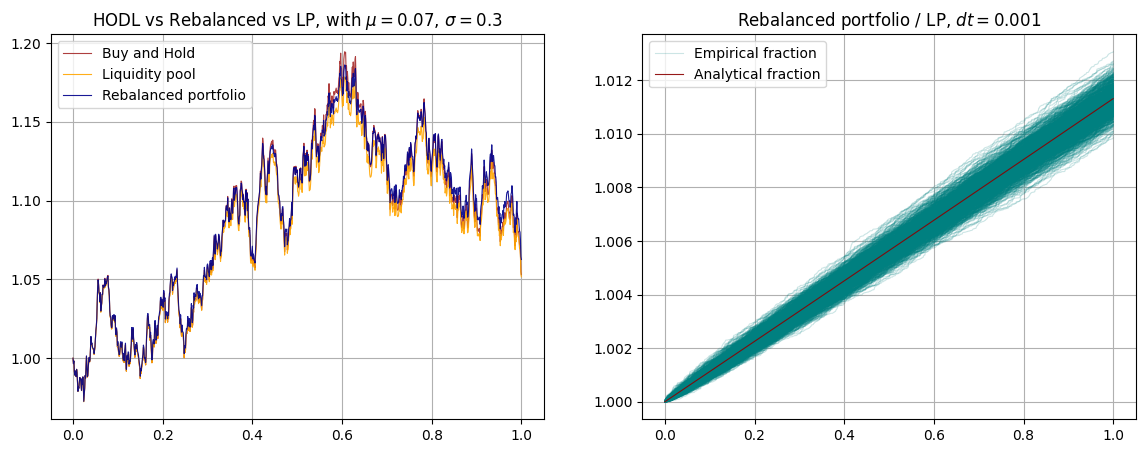 HODL vs Rebalanced vs LP, with μ = 0.07, σ = 0.3
Buy and Hold
Liquidity pool
Rebalanced portfolio
1.20
1.15
1.10
1.05
1.00
0.0 0.2 0.4 0.6 0.8 1.0
Rebalanced portfolio / LP, dt = 0.001
Empirical fraction
Analytical fraction
1.012
1.010
1.008
1.006
1.004
1.002
1.000
0.0 0.2 0.4 0.6 0.8 1.0